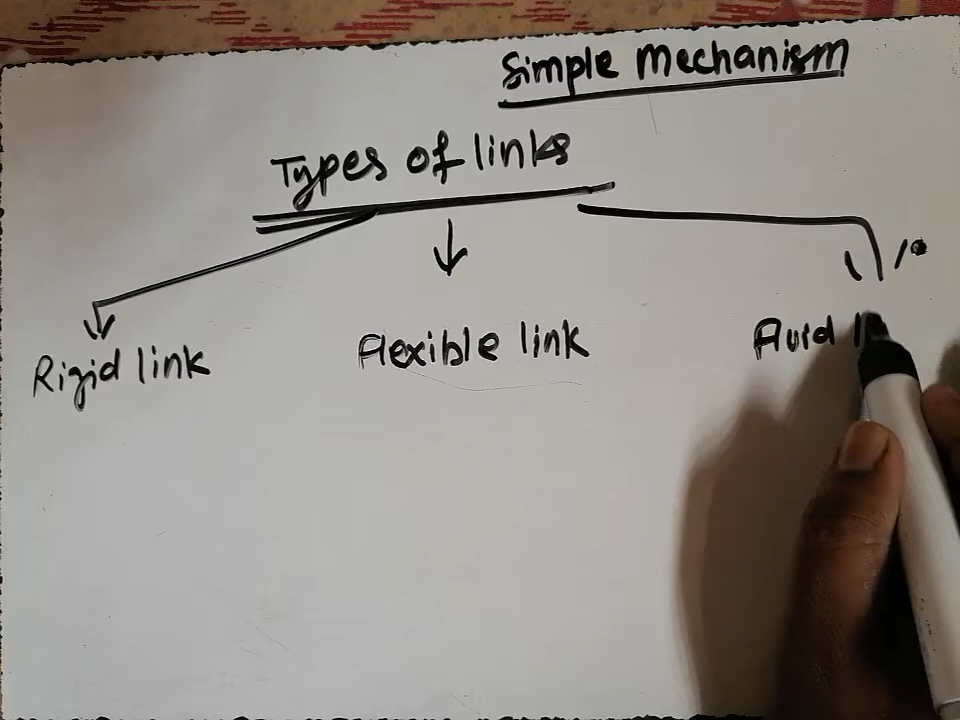 Simple Mechanism
Types of links
Rigid link
Flexible link
Fluid l